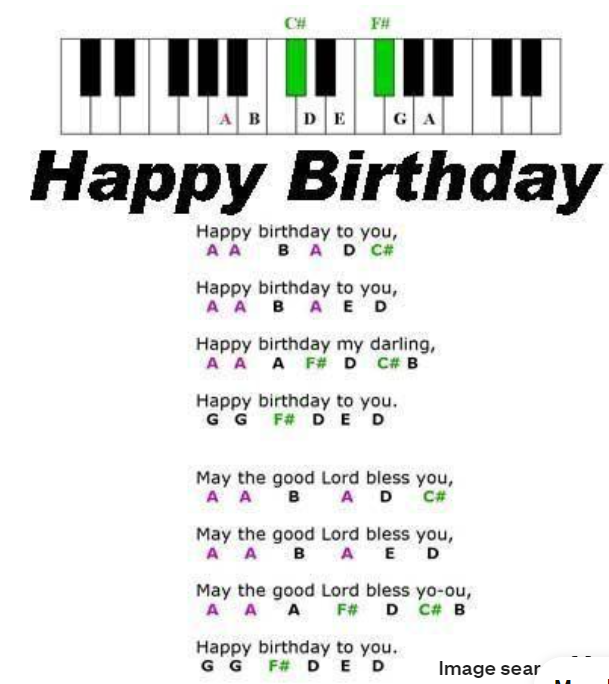 C# F#
A B D E G A
Happy Birthday
Happy birthday to you,
A A B A D C#
Happy birthday to you,
A A B A E D
Happy birthday my darling,
A A A F# D C# B
Happy birthday to you.
G G F# D E D
May the good Lord bless you,
A A B A D C#
May the good Lord bless you,
A A B A E D
May the good Lord bless yo-ou,
A A A F# D C# B
Happy birthday to you.
G G F# D E D
Image sear